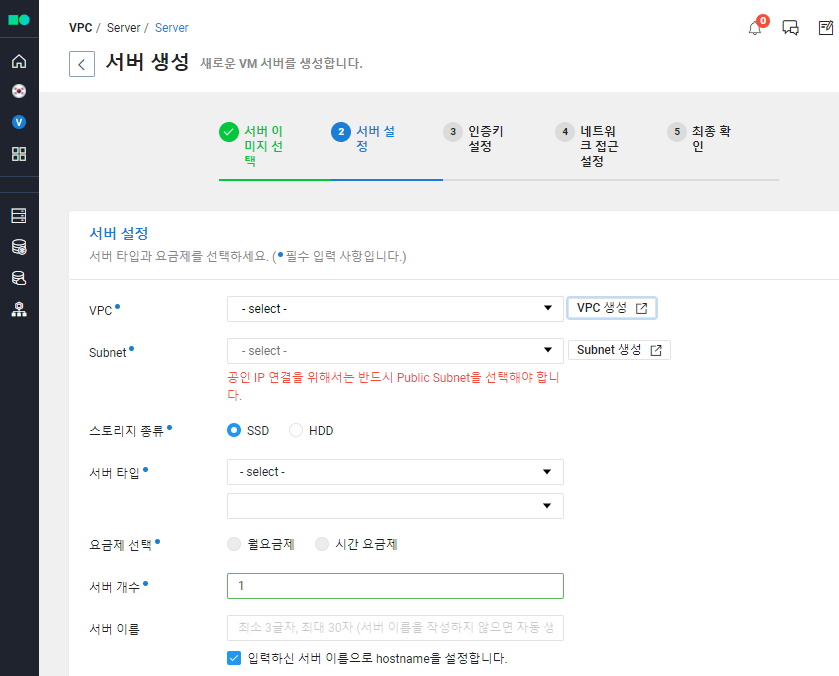 VPC / Server / Server
0
서버 생성 새로운 VM 서버를 생성합니다.
V
서버 이
미지 선
택
2 서버 설
정
3 인증키
설정
4 네트워
크 접근
설정
5 최종 확
인
서버 설정
서버 타입과 요금제를 선택하세요. (•필수 입력 사항입니다.)
VPC• - select - VPC 생성
Subnet• - select - Subnet 생성
공인 IP 연결을 위해서는 반드시 Public Subnet을 선택해야 합니
다.
스토리지 종류• SSD HDD
서버 타입• - select -
요금제 선택• 월요금제 시간 요금제
서버 개수• 1
서버 이름 최소 3글자, 최대 30자 (서버 이름을 작성하지 않으면 자동 생
입력하신 서버 이름으로 hostname을 설정합니다.